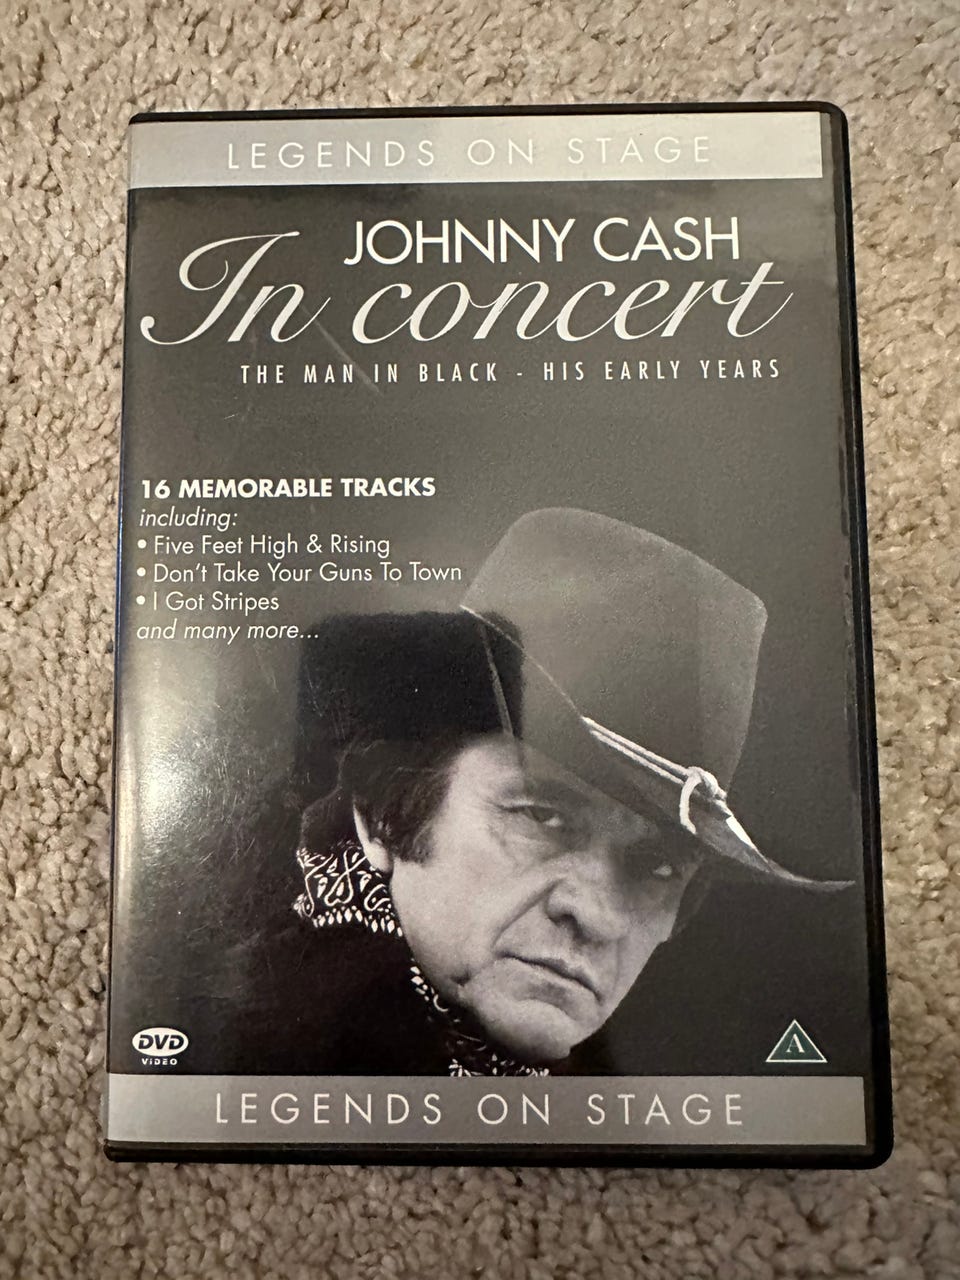 LEGENDS ON STAGE
JOHNNY CASH
In concert
THE MAN IN BLACK - HIS EARLY YEARS
16 MEMORABLE TRACKS
including:
• Five Feet High & Rising
• Don't Take Your Guns To Town
• I Got Stripes
and many more...
DVD
VIDEO
A
LEGENDS ON STAGE